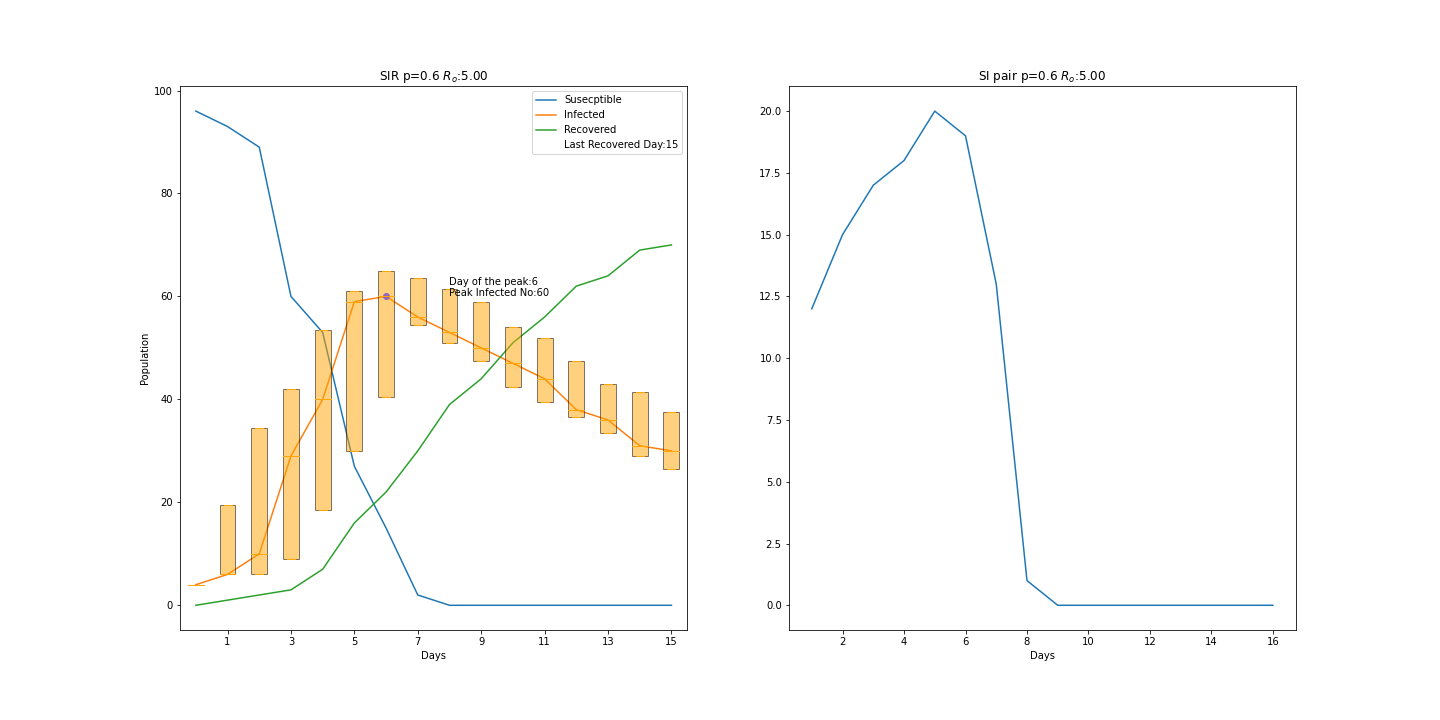 SIR p=0.6 Rₒ:5.00
100
80
60
40
20
0
Population
Susecptible
Infected
Recovered
Last Recovered Day:15
Day of the peak:6
Peak Infected No:60
1 3 5 7 9 11 13 15
Days
SI pair p=0.6 Rₒ:5.00
20.0
17.5
15.0
12.5
10.0
7.5
5.0
2.5
0.0
2 4 6 8 10 12 14 16
Days